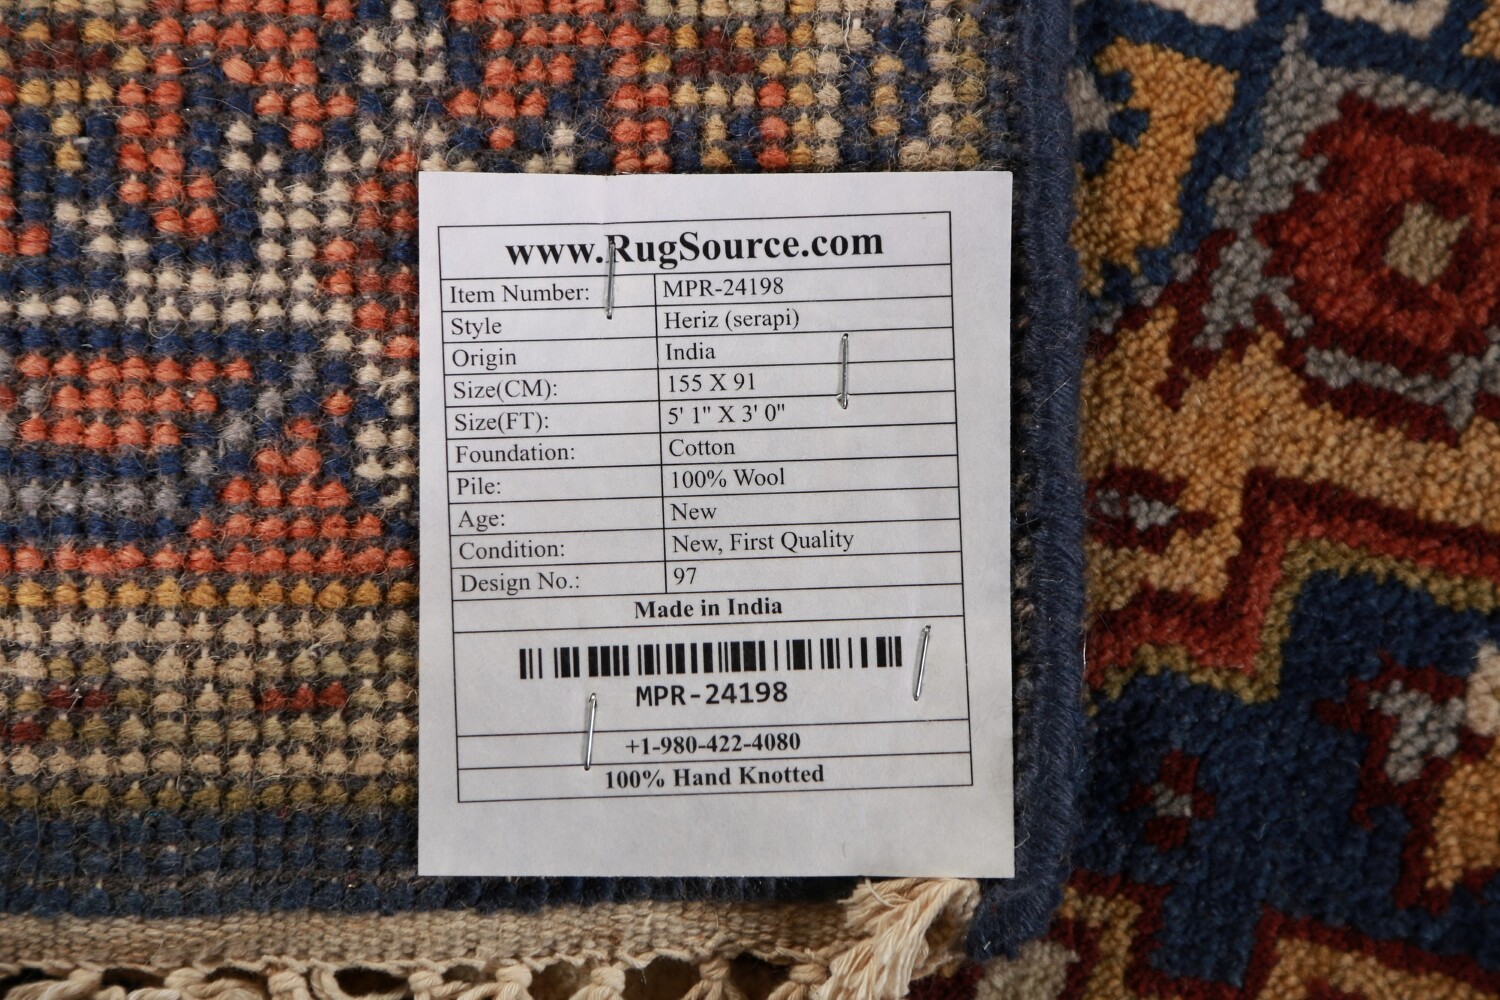 www.RugSource.com
Item Number: MPR-24198
Style Heriz (serapi)
Origin India
Size(CM): 155 X 91
Size(FT): 5' 1" X 3' 0"
Foundation: Cotton
Pile: 100% Wool
Age: New
Condition: New, First Quality
Design No.: 97
Made in India
MPR-24198
+1-980-422-4080
100% Hand Knotted